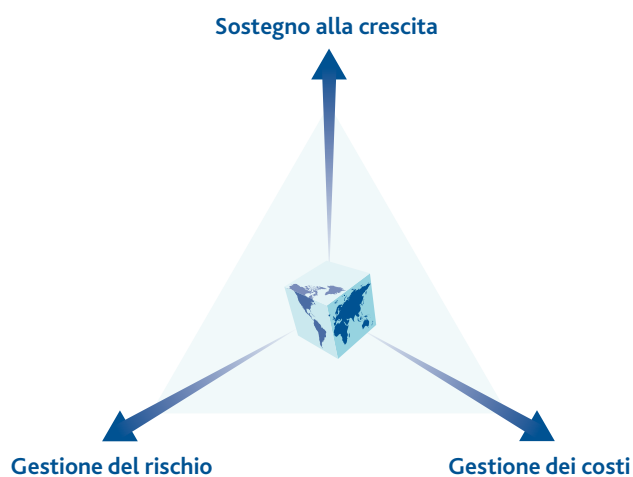 Sostegno alla crescita
Gestione del rischio
Gestione dei costi